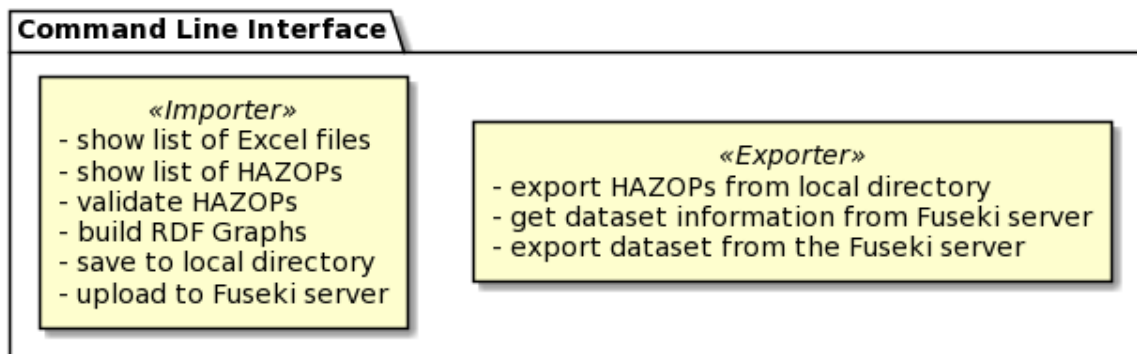 Command Line Interface
«Importer»
- show list of Excel files
- show list of HAZOPs
- validate HAZOPs
- build RDF Graphs
- save to local directory
- upload to Fuseki server
«Exporter»
- export HAZOPs from local directory
- get dataset information from Fuseki server
- export dataset from the Fuseki server